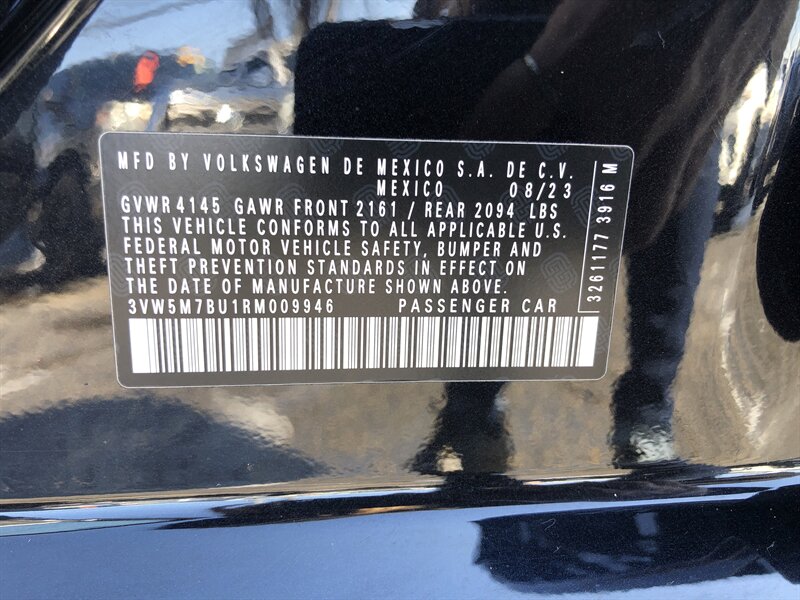 MFD BY VOLKSWAGEN DE MEXICO S.A. DE C.V.
MEXICO 08/23
GVWR 4145 GAWR FRONT 2161 / REAR 2094 LBS
THIS VEHICLE CONFORMS TO ALL APPLICABLE U.S.
FEDERAL MOTOR VEHICLE SAFETY, BUMPER AND
THEFT PREVENTION STANDARDS IN EFFECT ON
THE DATE OF MANUFACTURE SHOWN ABOVE.
3VW5M7BU1RM009946 PASSENGER CAR
3261177 3916 M